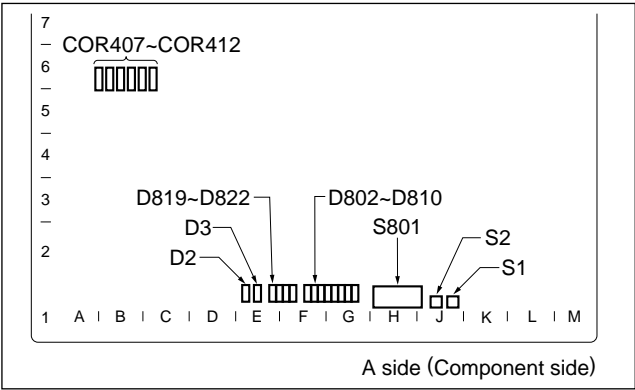 7
COR407~COR412
6
5
4
D819~D822
3
D802~D810
D3
S801
S2
2
D2
S1
1 A B C D E F G H J K L M
A side (Component side)